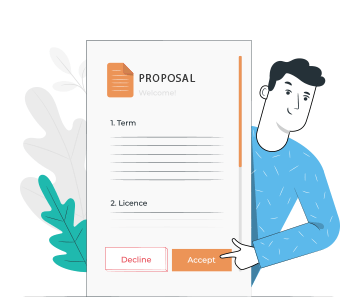 PROPOSAL
Welcome!
1. Term
2. Licence
Decline
Accept